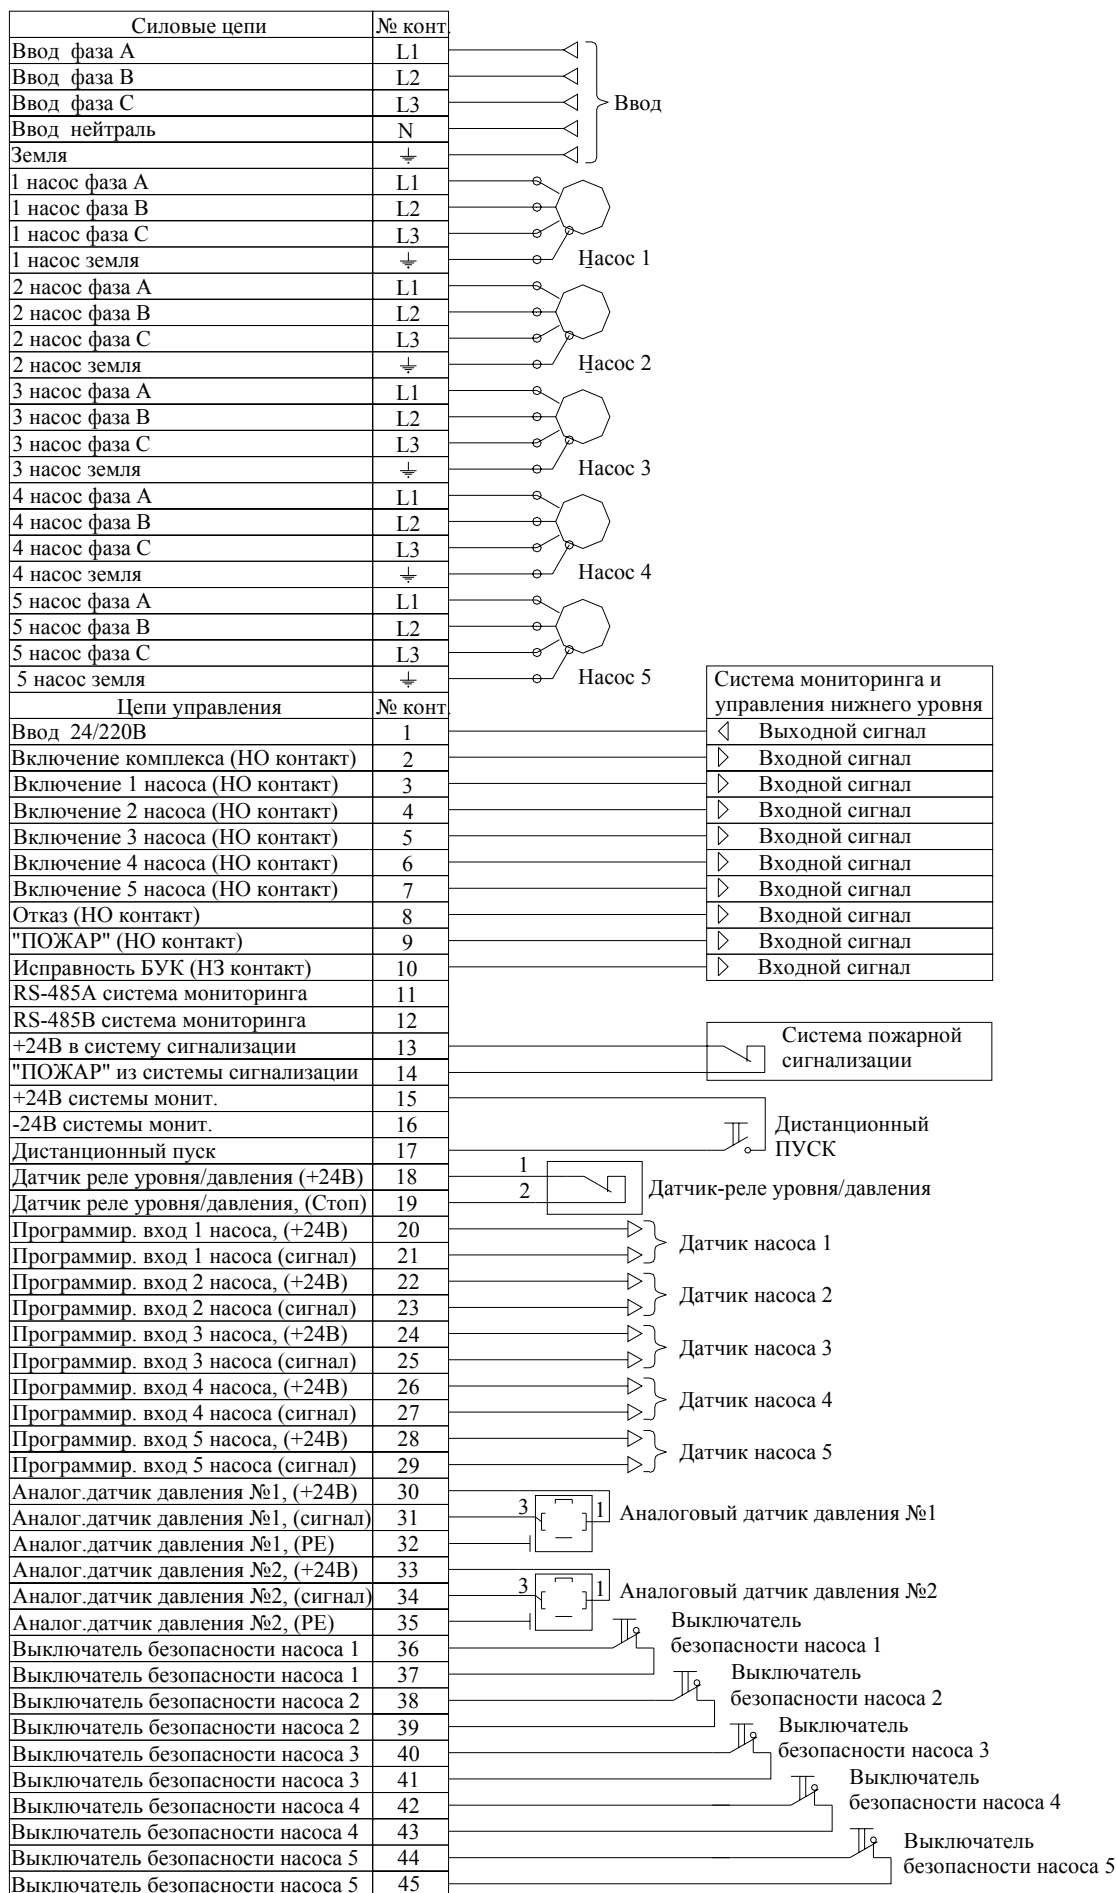 Силовые цепи № конт.
Ввод фаза А L1
Ввод фаза В L2
Ввод фаза С L3
Ввод
Ввод нейтраль N
Земля
1 насос фаза А L1
1 насос фаза В L2
1 насос фаза С L3
1 насос земля
Насос 1
2 насос фаза А L1
2 насос фаза В L2
2 насос фаза С L3
2 насос земля
Насос 2
3 насос фаза А L1
3 насос фаза В L2
3 насос фаза С L3
3 насос земля
Насос 3
4 насос фаза А L1
4 насос фаза В L2
4 насос фаза С L3
4 насос земля
Насос 4
5 насос фаза А L1
5 насос фаза В L2
5 насос фаза С L3
5 насос земля
Насос 5
Система мониторинга и
управления нижнего уровня
Цепи управления № конт.
Ввод 24/220В 1 Выходной сигнал
Включение комплекса (НО контакт) 2 Входной сигнал
Включение 1 насоса (НО контакт) 3 Входной сигнал
Включение 2 насоса (НО контакт) 4 Входной сигнал
Включение 3 насоса (НО контакт) 5 Входной сигнал
Включение 4 насоса (НО контакт) 6 Входной сигнал
Включение 5 насоса (НО контакт) 7 Входной сигнал
Отказ (НО контакт) 8 Входной сигнал
"ПОЖАР" (НО контакт) 9 Входной сигнал
Исправность БУК (НЗ контакт) 10 Входной сигнал
RS-485А система мониторинга 11
RS-485В система мониторинга 12
+24В в систему сигнализации 13
"ПОЖАР" из системы сигнализации 14
Система пожарной
сигнализации
+24В системы монит. 15
-24В системы монит. 16
Дистанционный пуск 17
Дистанционный
ПУСК
Датчик реле уровня/давления (+24В) 18 1
Датчик реле уровня/давления, (Стоп) 19 2
Датчик-реле уровня/давления
Программир. вход 1 насоса, (+24В) 20
Программир. вход 1 насоса (сигнал) 21
Датчик насоса 1
Программир. вход 2 насоса, (+24В) 22
Программир. вход 2 насоса (сигнал) 23
Датчик насоса 2
Программир. вход 3 насоса, (+24В) 24
Программир. вход 3 насоса (сигнал) 25
Датчик насоса 3
Программир. вход 4 насоса, (+24В) 26
Программир. вход 4 насоса (сигнал) 27
Датчик насоса 4
Программир. вход 5 насоса, (+24В) 28
Программир. вход 5 насоса (сигнал) 29
Датчик насоса 5
Аналог.датчик давления №1, (+24В) 30
Аналог.датчик давления №1, (сигнал) 31
Аналог.датчик давления №1, (РЕ) 32
3 1 Аналоговый датчик давления №1
Аналог.датчик давления №2, (+24В) 33
Аналог.датчик давления №2, (сигнал) 34
Аналог.датчик давления №2, (РЕ) 35
3 1 Аналоговый датчик давления №2
Выключатель безопасности насоса 1 36
Выключатель безопасности насоса 1 37
Выключатель
безопасности насоса 1
Выключатель безопасности насоса 2 38
Выключатель безопасности насоса 2 39
Выключатель
безопасности насоса 2
Выключатель безопасности насоса 3 40
Выключатель безопасности насоса 3 41
Выключатель
безопасности насоса 3
Выключатель безопасности насоса 4 42
Выключатель безопасности насоса 4 43
Выключатель
безопасности насоса 4
Выключатель безопасности насоса 5 44
Выключатель безопасности насоса 5 45
Выключатель
безопасности насоса 5